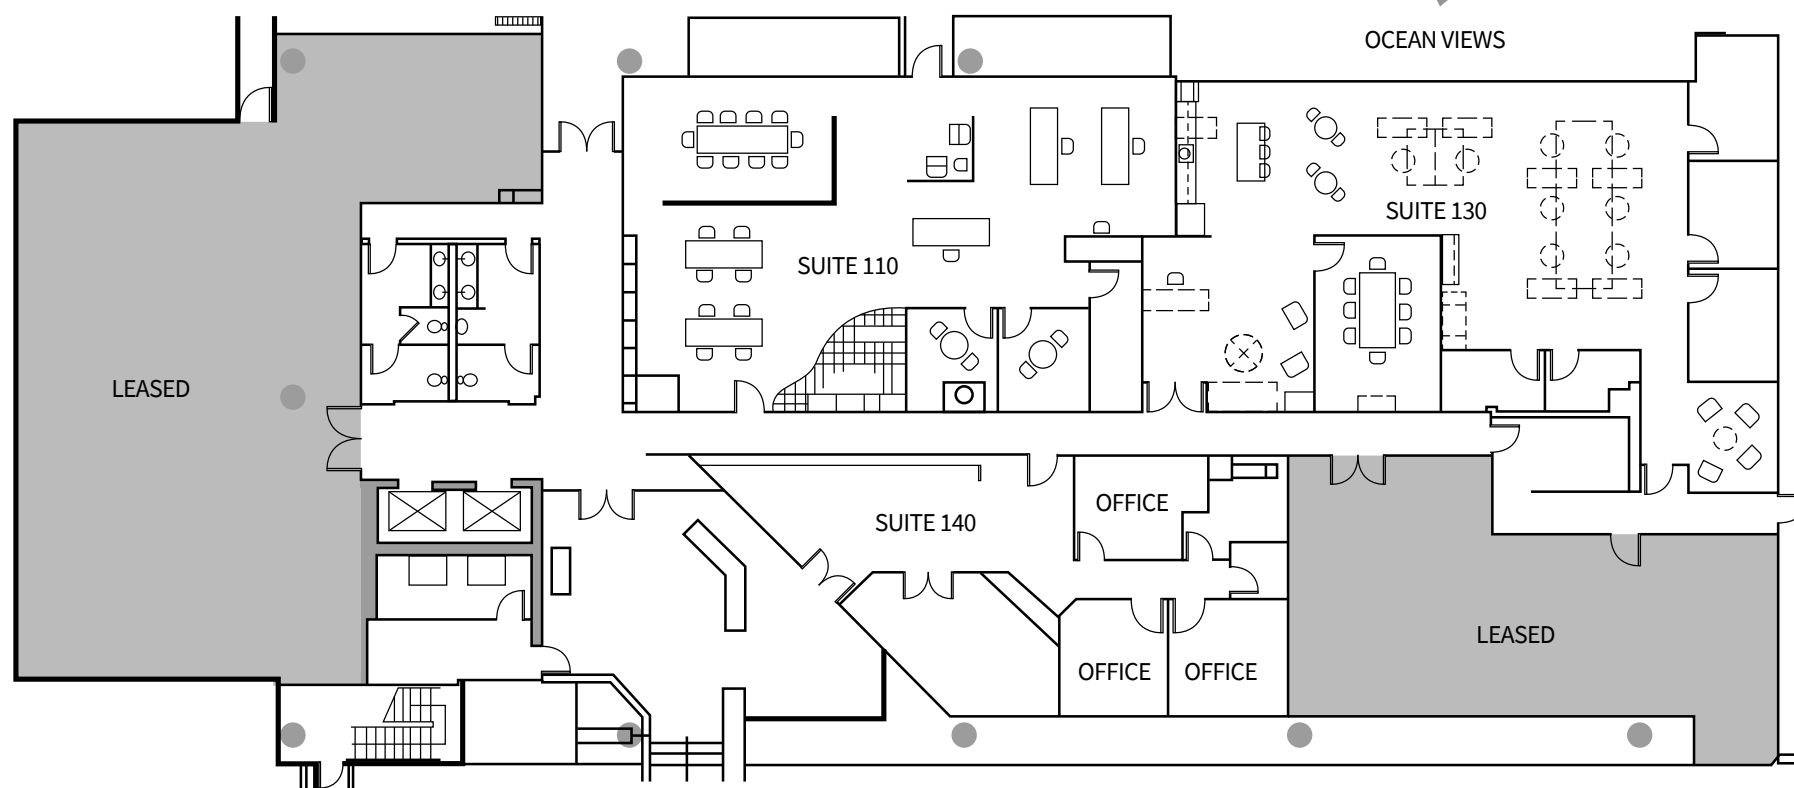 OCEAN VIEWS
SUITE 130
SUITE 110
LEASED
OFFICE
SUITE 140
LEASED
OFFICE
OFFICE